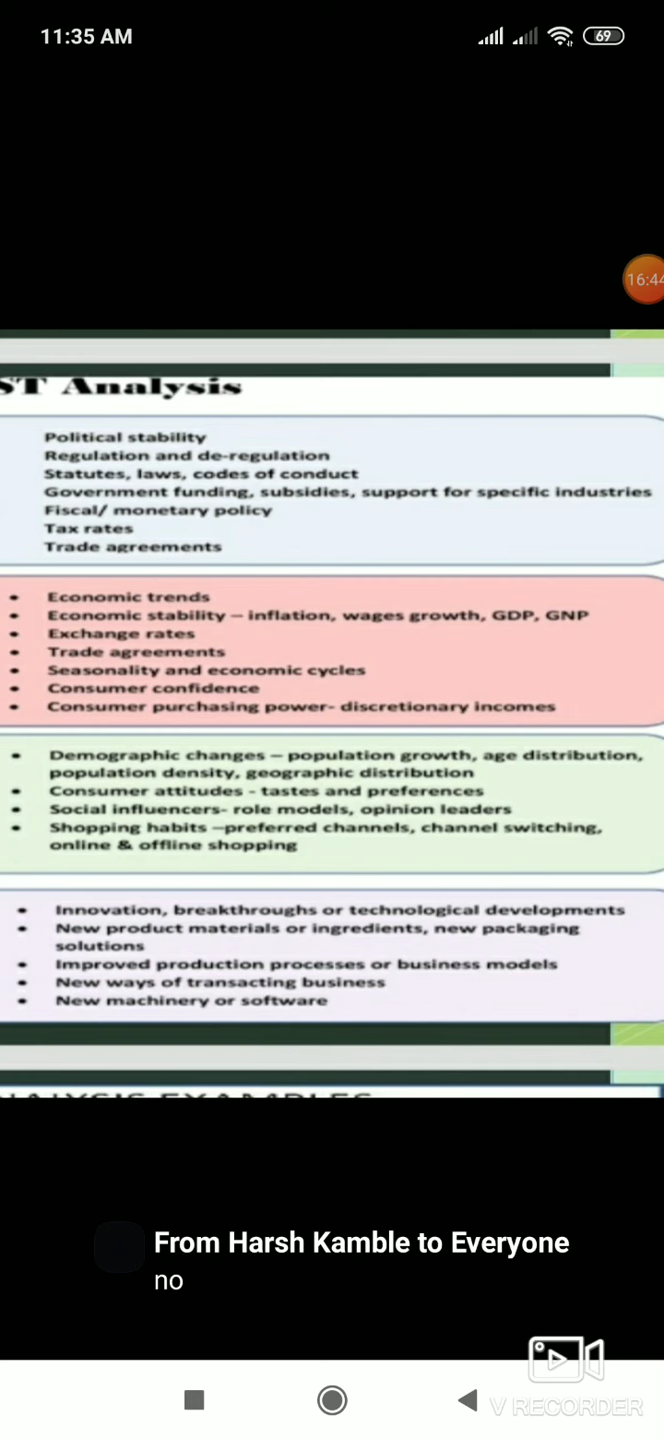 11:35 AM
69
16:44
ST Analysis
Political stability
Regulation and de-regulation
Statutes, laws, codes of conduct
Government funding, subsidies, support for specific industries
Fiscal/ monetary policy
Tax rates
Trade agreements
• Economic trends
• Economic stability – inflation, wages growth, GDP, GNP
• Exchange rates
• Trade agreements
• Seasonality and economic cycles
• Consumer confidence
• Consumer purchasing power- discretionary incomes
• Demographic changes – population growth, age distribution,
population density, geographic distribution
• Consumer attitudes - tastes and preferences
• Social influencers- role models, opinion leaders
• Shopping habits –preferred channels, channel switching,
online & offline shopping
• Innovation, breakthroughs or technological developments
• New product materials or ingredients, new packaging
solutions
• Improved production processes or business models
• New ways of transacting business
• New machinery or software
From Harsh Kamble to Everyone
no
V RECORDER